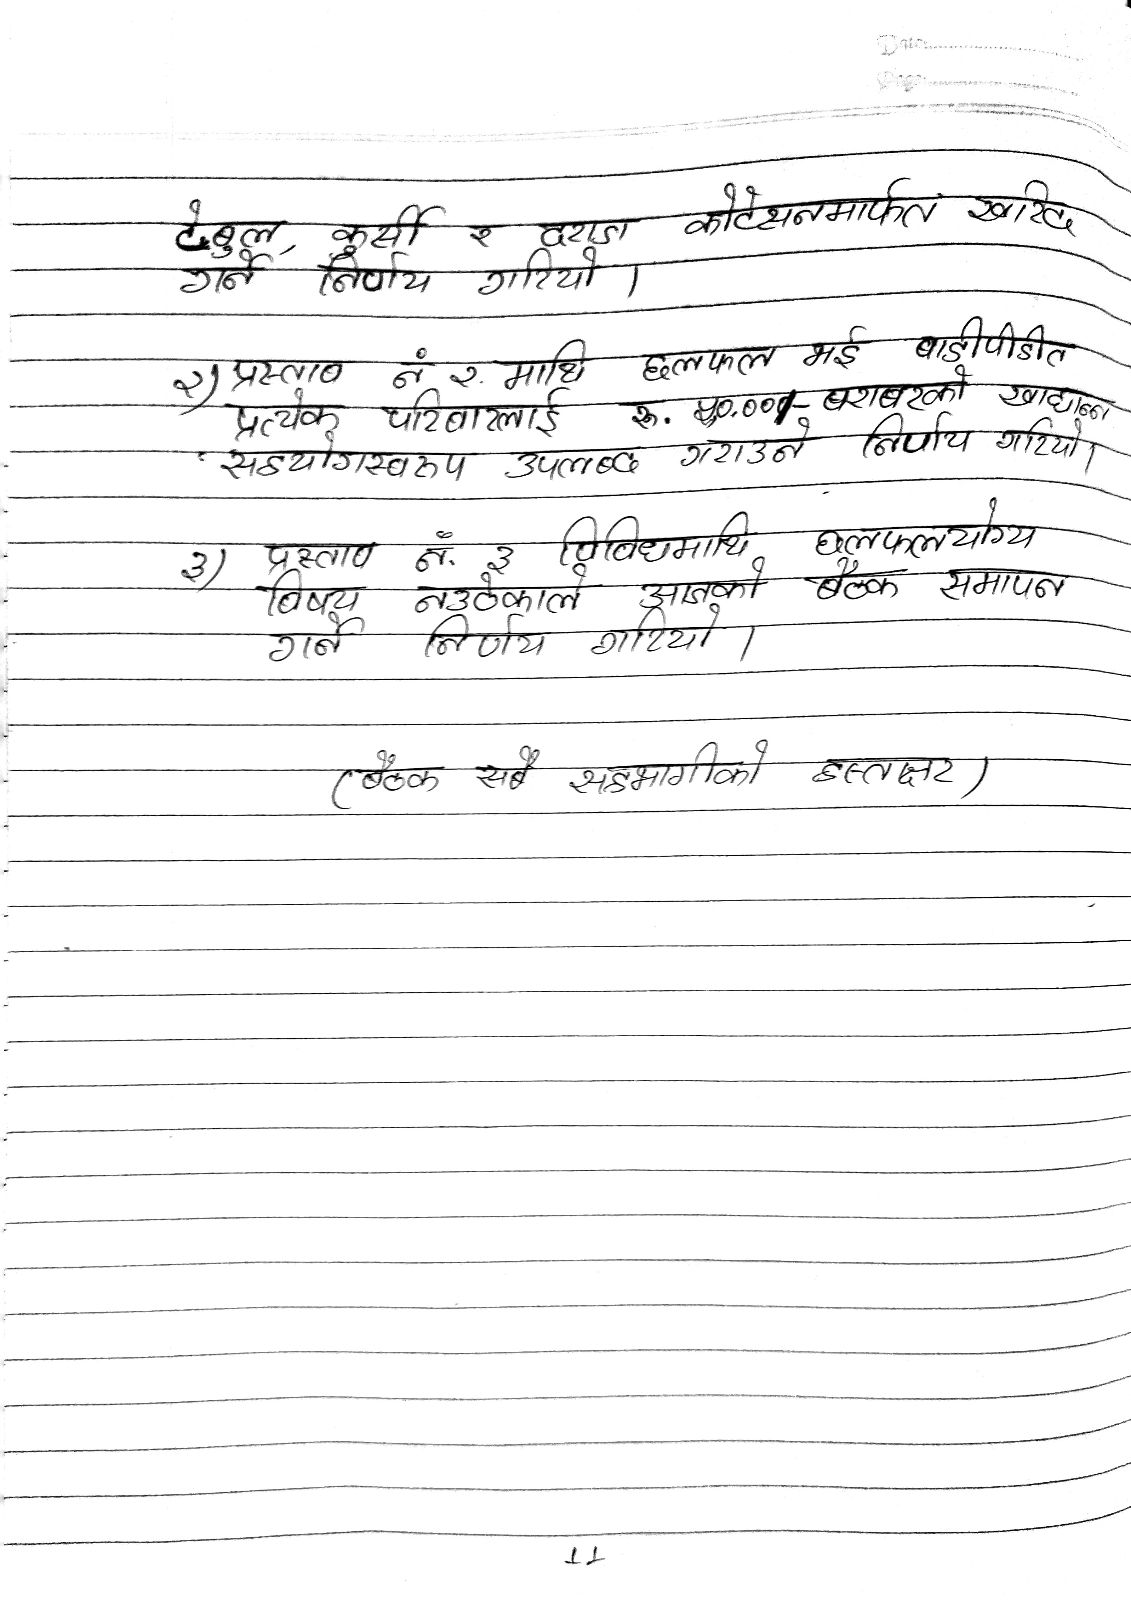 Date:
Page:
टेबुल, कुर्सी र दराज कोटेशनमार्फत खरिद
गर्ने निर्णय गरियो।
२) प्रस्ताव नं २. माथि छलफल भई बाढीपीडीत
प्रत्येक परिवारलाई रू. ५०.००१- बराबरको खाद्यान्न
सहयोगस्वरूप उपलब्ध गराउने निर्णय गरियो।
३) प्रस्ताव नं. ३ विविधमाथि छलफलयोग्य
बिषय नउठेकाले आजको बैठक समापन
गर्ने निर्णय गरियो।
(बैठक सबै सहभागीको हस्ताक्षर)
11